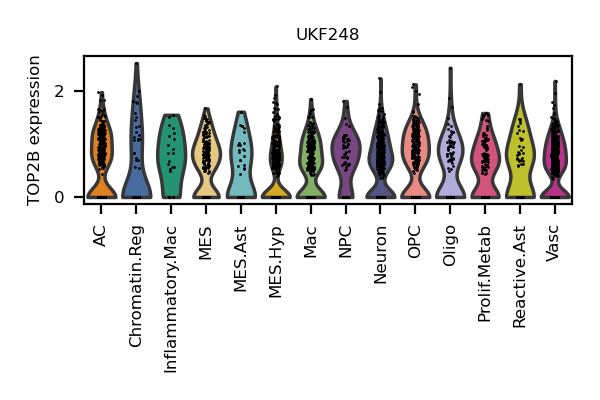 UKF248
TOP2B expression
2
0
AC
Chromatin.Reg
Inflammatory.Mac
MES
MES.Ast
MES.Hyp
Mac
NPC
Neuron
OPC
Oligo
Prolif.Metab
Reactive.Ast
Vasc